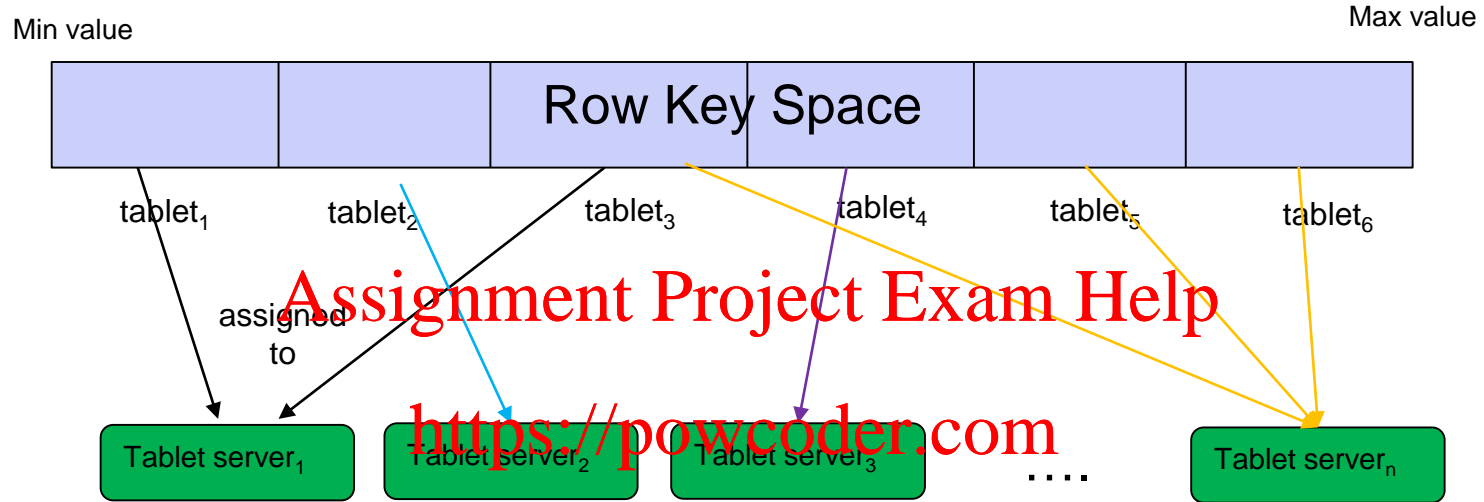 Min value
Max value
Row Key Space
tablet₁
tablet₂
tablet₃
tablet₄
tablet₅
tablet₆
Assignment Project Exam Help
assigned
to
https://powcoder.com
Tablet server₁
Tablet server₂
Tablet server₃
....
Tablet serverₙ